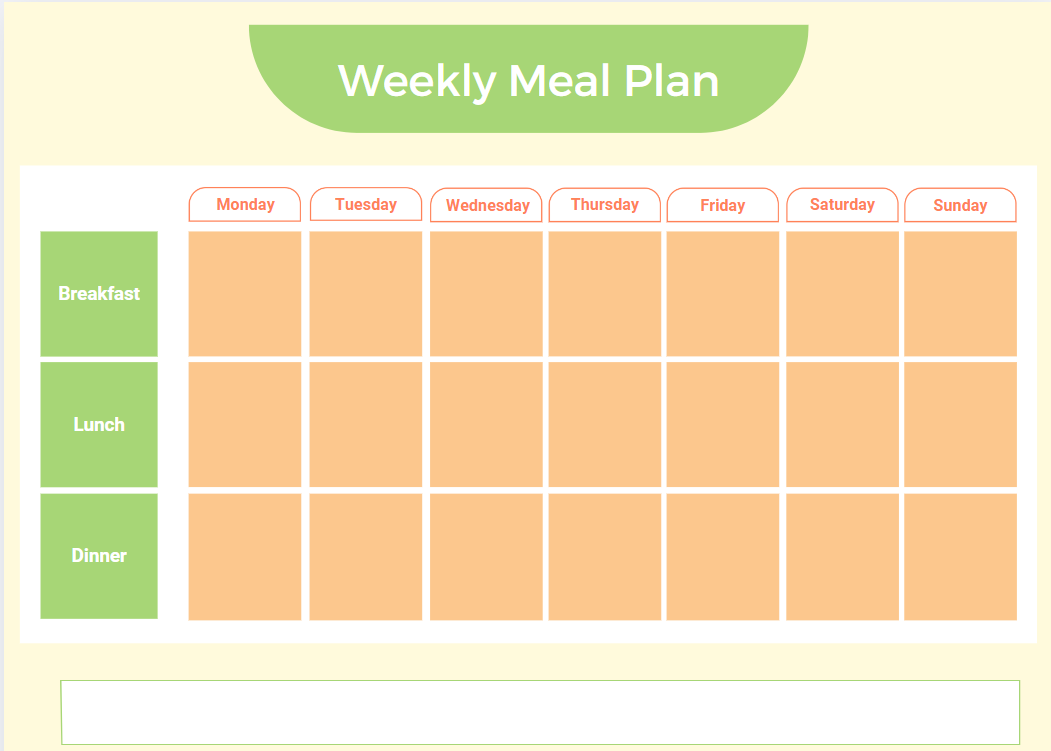 Weekly Meal Plan
Monday Tuesday Wednesday Thursday Friday Saturday Sunday
Breakfast
Lunch
Dinner